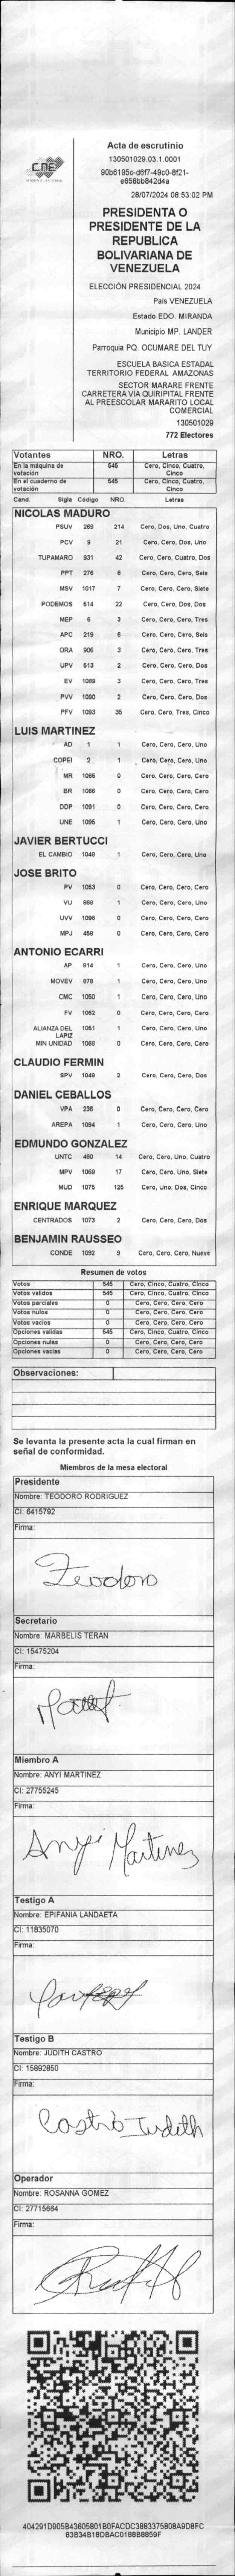 CNE
Acta de escrutinio
130501029.03.1.0001
28/07/2024 08:53:02 PM
PRESIDENTA O
PRESIDENTE DE LA
REPUBLICA
BOLIVARIANA DE
VENEZUELA
ELECCIÓN PRESIDENCIAL 2024
País VENEZUELA
Estado EDO. MIRANDA
Municipio MP. LANDER
Parroquia PQ. OCUMARE DEL TUY
ESCUELA BASICA ESTADAL
TERRITORIO FEDERAL AMAZONAS
SECTOR MARARE FRENTE
CARRETERA VIA QUIRIPITAL FRENTE
AL PREESCOLAR MARARITO LOCAL
COMERCIAL
130501029
772 Electores
Votantes NRO. Letras
En la máquina de votación 545 Cero, Cinco, Cuatro, Cinco
En el cuaderno de votación 545 Cero, Cinco, Cuatro, Cinco
Cand. Sigla Código NRO. Letras
NICOLAS MADURO
PSUV 269 214 Cero, Dos, Uno, Cuatro
PCV 9 21 Cero, Cero, Dos, Uno
TUPAMARO 931 42 Cero, Cero, Cuatro, Dos
PPT 276 6 Cero, Cero, Cero, Seis
MSV 1017 7 Cero, Cero, Cero, Siete
PODEMOS 514 22 Cero, Cero, Dos, Dos
MEP 6 3 Cero, Cero, Cero, Tres
APC 219 6 Cero, Cero, Cero, Seis
ORA 906 3 Cero, Cero, Cero, Tres
UPV 613 2 Cero, Cero, Cero, Dos
EV 1089 3 Cero, Cero, Cero, Tres
PVV 1090 2 Cero, Cero, Cero, Dos
PFV 1093 35 Cero, Cero, Tres, Cinco
LUIS MARTINEZ
AD 1 1 Cero, Cero, Cero, Uno
COPEI 2 1 Cero, Cero, Cero, Uno
MR 1065 0 Cero, Cero, Cero, Cero
BR 1066 0 Cero, Cero, Cero, Cero
DDP 1091 0 Cero, Cero, Cero, Cero
UNE 1095 1 Cero, Cero, Cero, Uno
JAVIER BERTUCCI
EL CAMBIO 1048 1 Cero, Cero, Cero, Uno
JOSE BRITO
PV 1053 0 Cero, Cero, Cero, Cero
VU 868 1 Cero, Cero, Cero, Uno
UVV 1096 0 Cero, Cero, Cero, Cero
MPJ 458 0 Cero, Cero, Cero, Cero
ANTONIO ECARRI
AP 814 1 Cero, Cero, Cero, Uno
MOVEV 878 1 Cero, Cero, Cero, Uno
CMC 1050 1 Cero, Cero, Cero, Uno
FV 1062 0 Cero, Cero, Cero, Cero
ALIANZA DEL LAPIZ 1051 1 Cero, Cero, Cero, Uno
MIN UNIDAD 1068 0 Cero, Cero, Cero, Cero
CLAUDIO FERMIN
SPV 1049 2 Cero, Cero, Cero, Dos
DANIEL CEBALLOS
VPA 236 0 Cero, Cero, Cero, Cero
AREPA 1094 1 Cero, Cero, Cero, Uno
EDMUNDO GONZALEZ
UNTC 460 14 Cero, Cero, Uno, Cuatro
MPV 1069 17 Cero, Cero, Uno, Siete
MUD 1075 125 Cero, Uno, Dos, Cinco
ENRIQUE MARQUEZ
CENTRADOS 1073 2 Cero, Cero, Cero, Dos
BENJAMIN RAUSSEO
CONDE 1092 9 Cero, Cero, Cero, Nueve
Resumen de votos
Votos 545 Cero, Cinco, Cuatro, Cinco
Votos validos 545 Cero, Cinco, Cuatro, Cinco
Votos parciales 0 Cero, Cero, Cero, Cero
Votos nulos 0 Cero, Cero, Cero, Cero
Votos vacios 0 Cero, Cero, Cero, Cero
Opciones validas 545 Cero, Cinco, Cuatro, Cinco
Opciones nulas 0 Cero, Cero, Cero, Cero
Opciones vacias 0 Cero, Cero, Cero, Cero
Observaciones:
Se levanta la presente acta la cual firman en
señal de conformidad.
Miembros de la mesa electoral
Presidente
Nombre: TEODORO RODRIGUEZ
CI: 6415792
Firma:
Teodoro
Secretario
Nombre: MARBELIS TERAN
CI: 15475204
Firma:
Miembro A
Nombre: ANYI MARTINEZ
CI: 27755245
Firma:
Anyi Martinez
Testigo A
Nombre: EPIFANIA LANDAETA
CI: 11835070
Firma:
Testigo B
Nombre: JUDITH CASTRO
CI: 15892850
Firma:
Castro Judith
Operador
Nombre: ROSANNA GOMEZ
CI: 27715664
Firma: